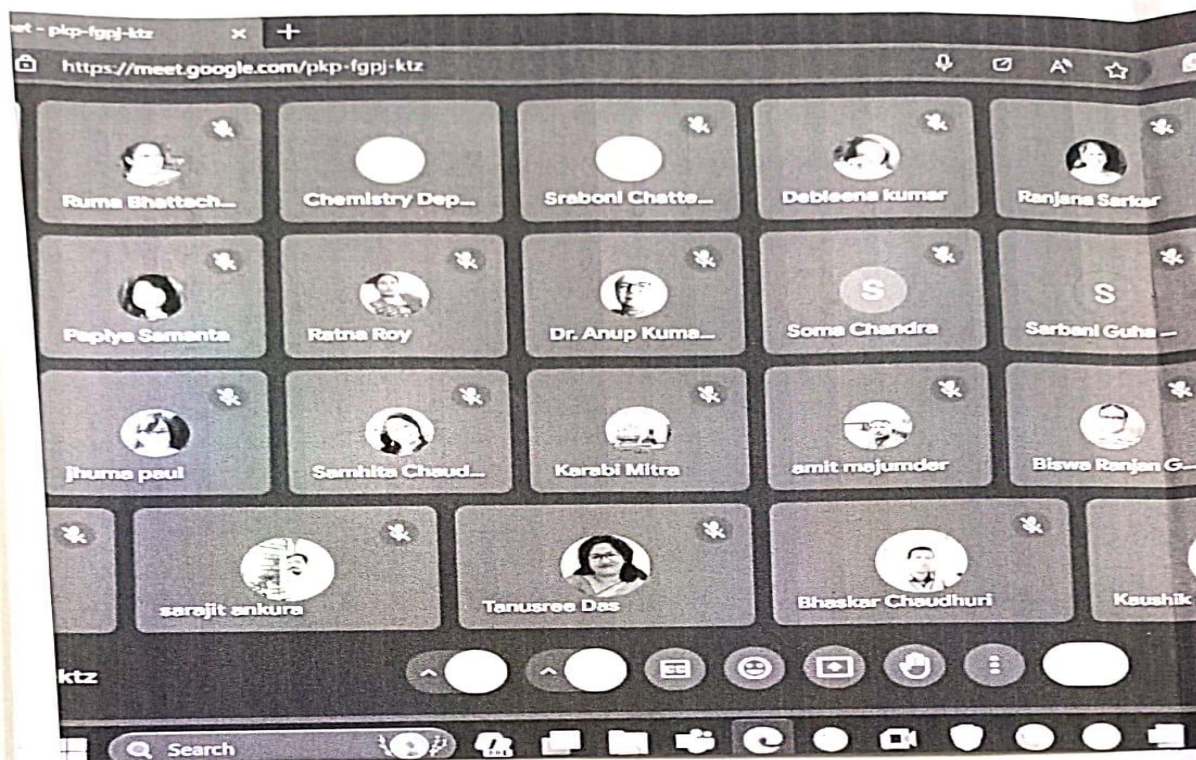 et - pkp-fgpj-ktz
https://meet.google.com/pkp-fgpj-ktz
Ruma Bhattach... Chemistry Dep... Sraboni Chatte... Debleena kumar Ranjana Sarkar
Papiya Samanta Ratna Roy Dr. Anup Kuma... Soma Chandra Sarbani Guha ...
S S
jhuma paul Samhita Chaud... Karabi Mitra amit majumder Biswa Ranjan G...
sarajit ankura Tanusree Das Bhaskar Chaudhuri Kaushik
ktz
Search
PRE